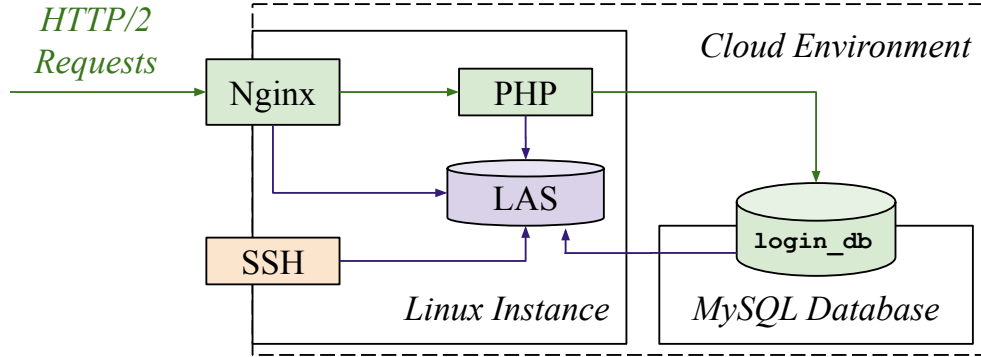 HTTP/2
Requests
Cloud Environment
Nginx
PHP
LAS
login_db
SSH
Linux Instance
MySQL Database